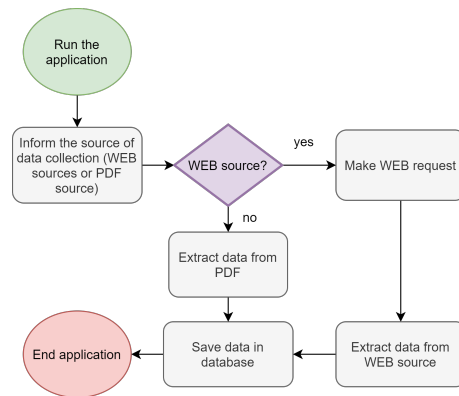 Run the
application
Inform the source of
data collection (WEB
sources or PDF
source)
WEB source?
yes
Make WEB request
no
Extract data from
PDF
End application
Save data in
database
Extract data from
WEB source